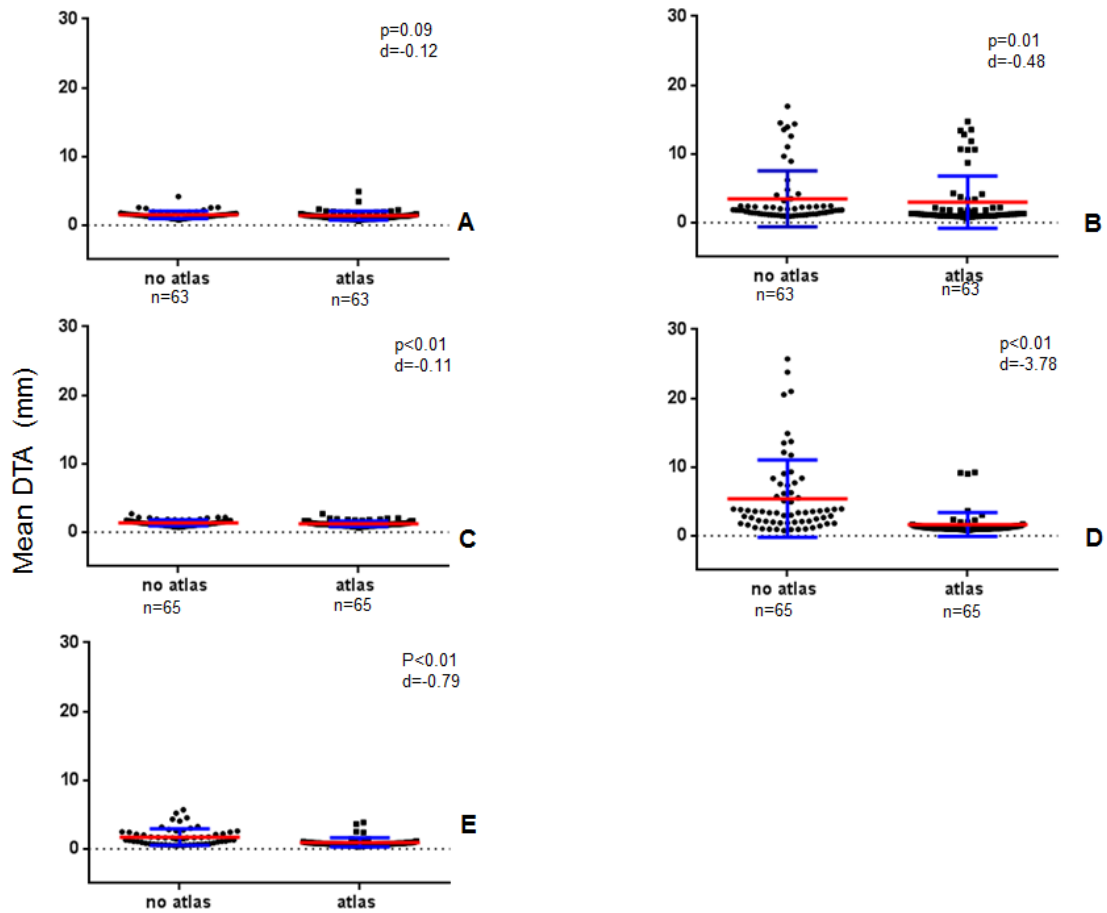 Mean DTA (mm)
30
20
10
0
p=0.09
d=-0.12
A
no atlas
atlas
n=63
n=63
30
20
10
0
p=0.01
d=-0.48
B
no atlas
atlas
n=63
n=63
30
20
10
0
p<0.01
d=-0.11
C
no atlas
atlas
n=65
n=65
30
20
10
0
p<0.01
d=-3.78
D
no atlas
atlas
n=65
n=65
30
20
10
0
P<0.01
d=-0.79
E
no atlas
atlas